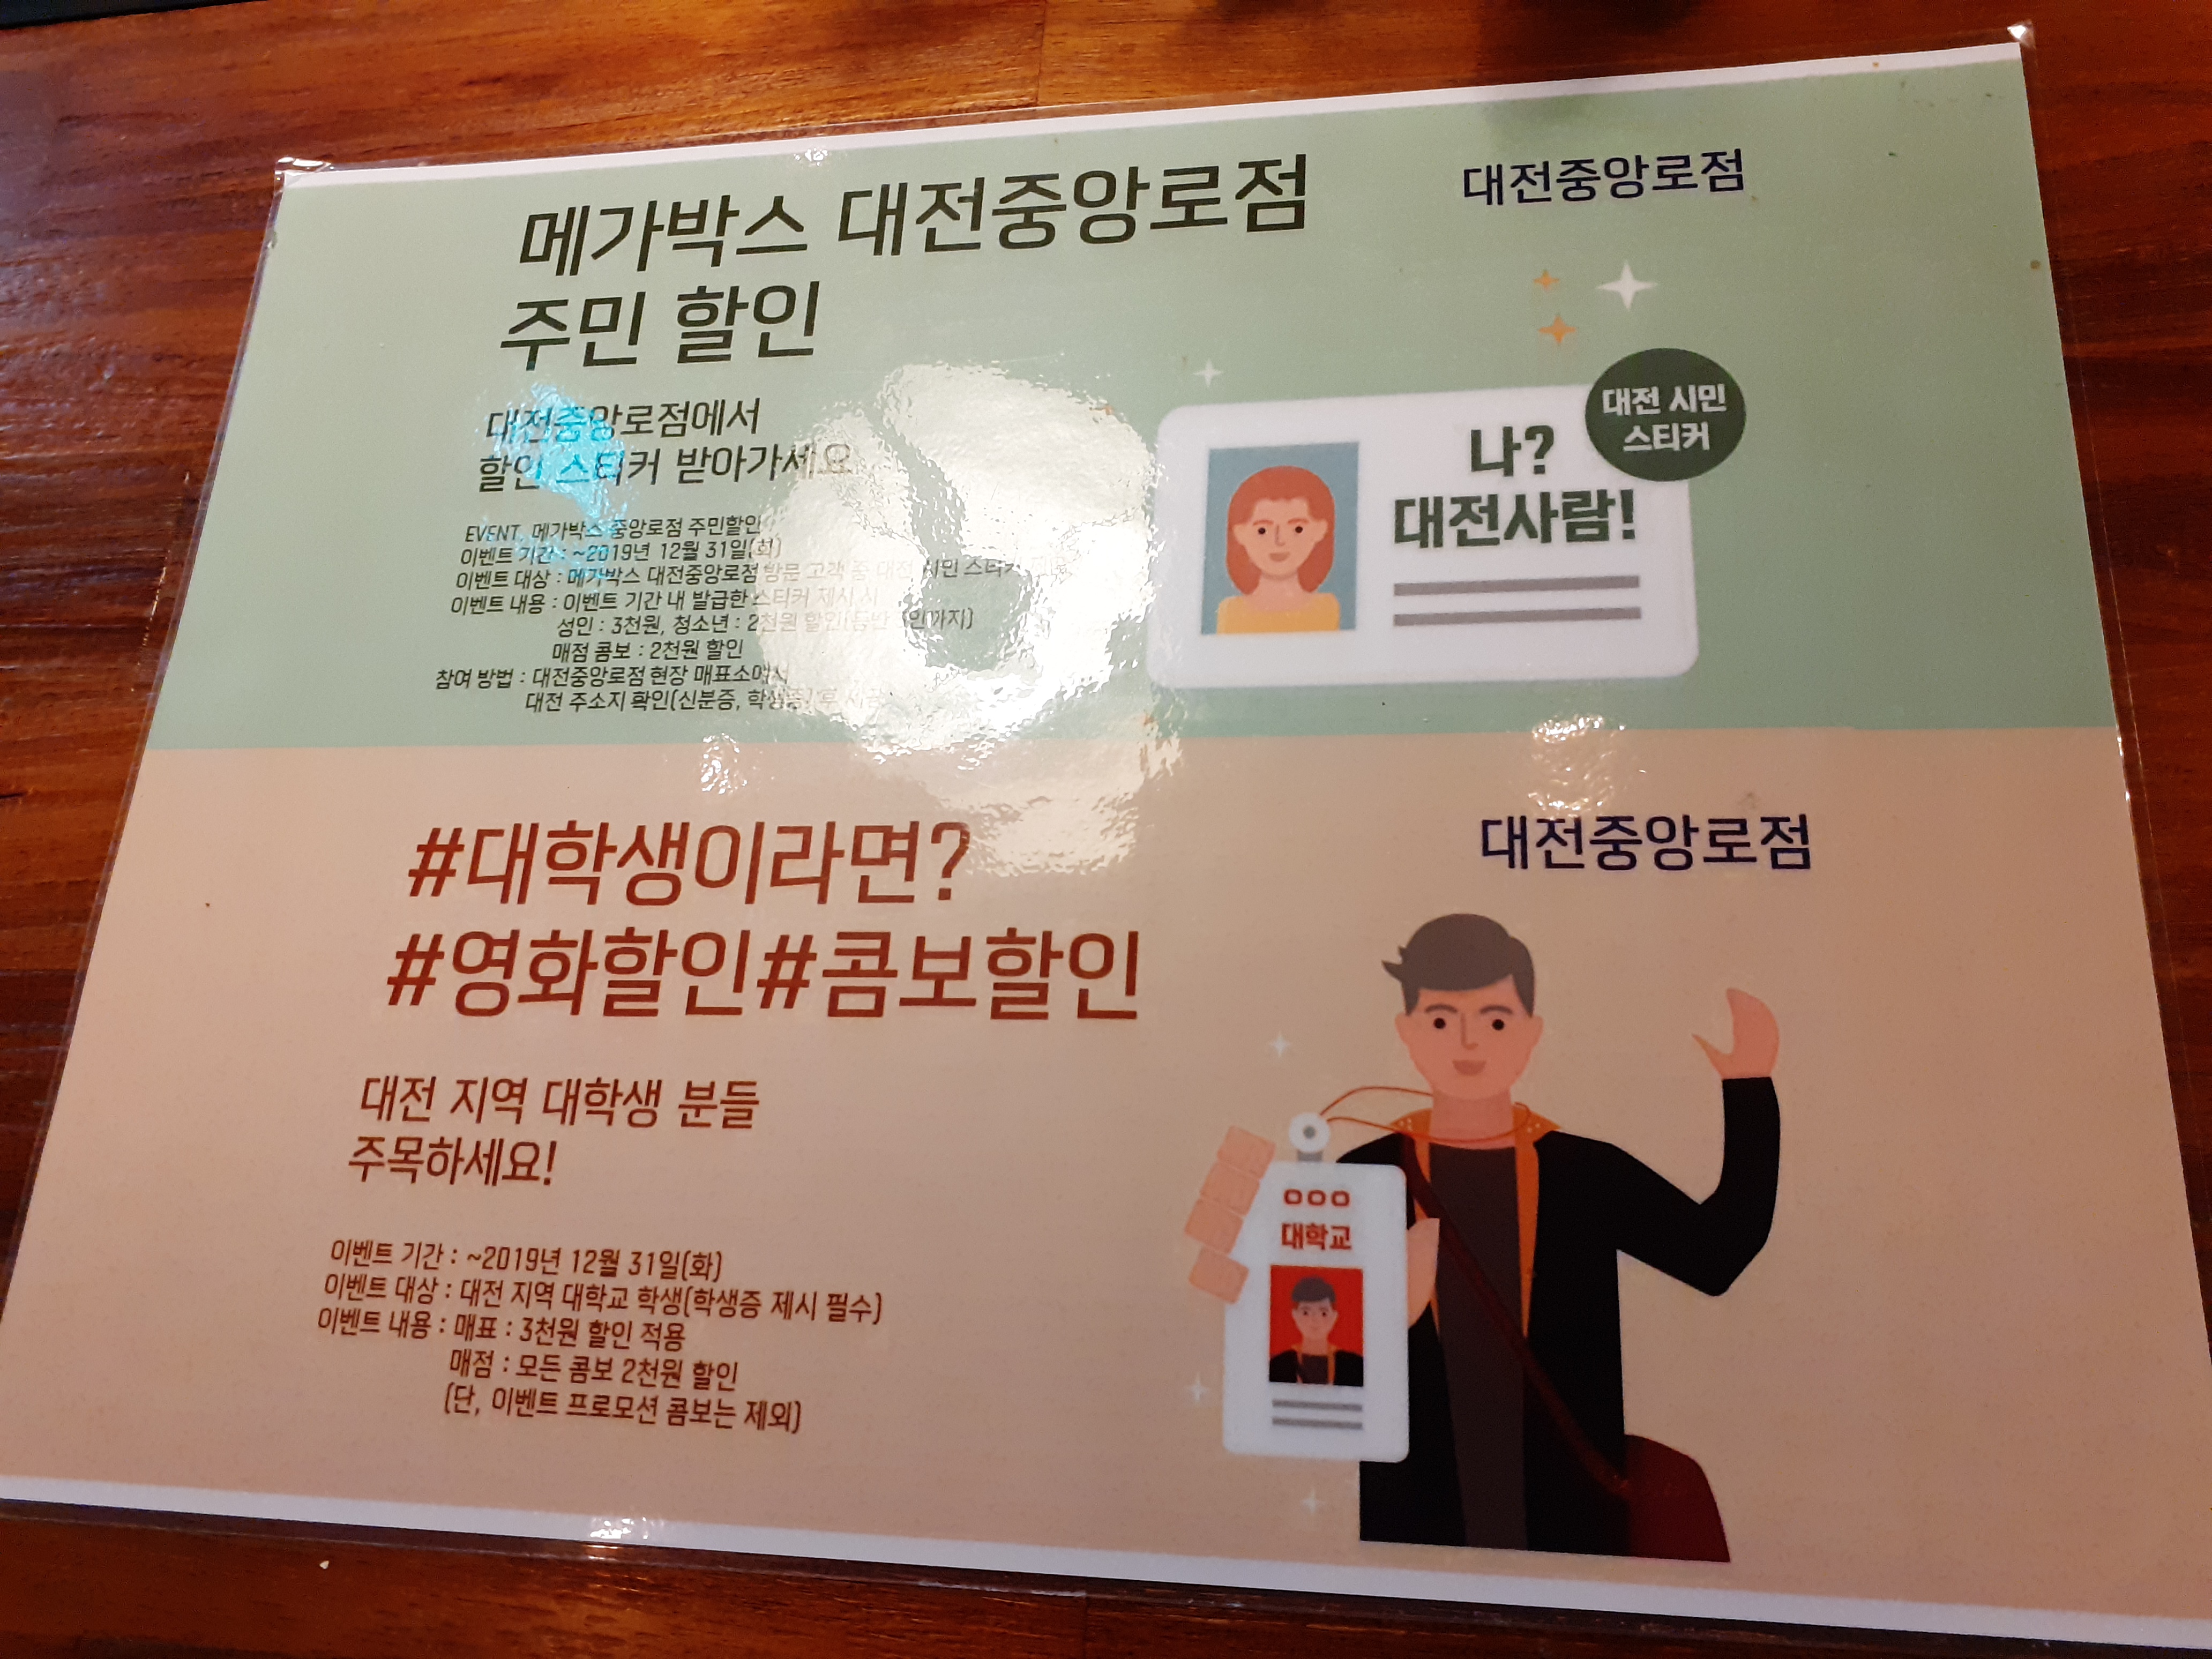 메가박스 대전중앙로점
주민 할인
대전중앙로점에서
할인 스티커 받아가세요
EVENT. 메가박스 중앙로점 주민할인
이벤트 기간 : ~2019년 12월 31일(화)
이벤트 대상 : 메가박스 대전중앙로점 방문 고객 중 대전 시민 스티커
이벤트 내용 : 이벤트 기간 내 발급한 스티커 제시 시
성인 : 3천원, 청소년 : 2천원 할인
매점 콤보 : 2천원 할인
참여 방법 : 대전중앙로점 현장 매표소에서
대전 주소지 확인(신분증, 학생증) 후
대전중앙로점
대전 시민
스티커
나?
대전사람!
#대학생이라면?
#영화할인#콤보할인
대전 지역 대학생 분들
주목하세요!
이벤트 기간 : ~2019년 12월 31일(화)
이벤트 대상 : 대전 지역 대학교 학생(학생증 제시 필수)
이벤트 내용 : 매표 : 3천원 할인 적용
매점 : 모든 콤보 2천원 할인
(단, 이벤트 프로모션 콤보는 제외)
대전중앙로점
ㅇㅇㅇ
대학교